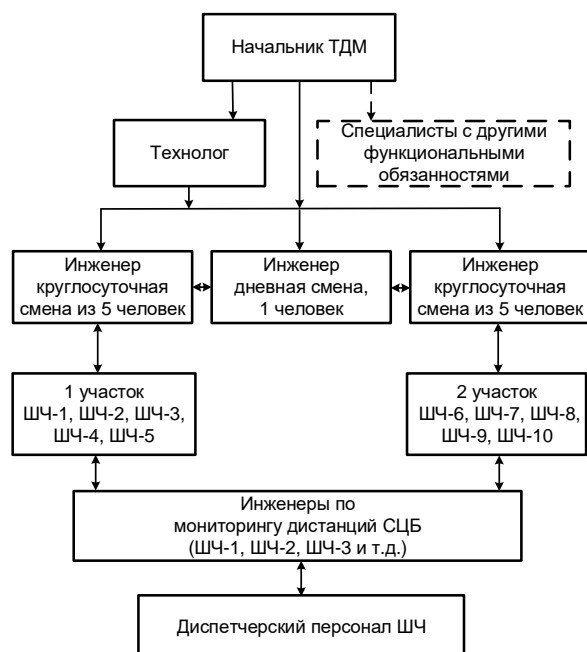 Начальник ТДМ
Технолог
Специалисты с другими
функциональными
обязанностями
Инженер
круглосуточная
смена из 5 человек
Инженер
дневная смена,
1 человек
Инженер
круглосуточная
смена из 5 человек
1 участок
ШЧ-1, ШЧ-2, ШЧ-3,
ШЧ-4, ШЧ-5
2 участок
ШЧ-6, ШЧ-7, ШЧ-8,
ШЧ-9, ШЧ-10
Инженеры по
мониторингу дистанций СЦБ
(ШЧ-1, ШЧ-2, ШЧ-3 и т.д.)
Диспетчерский персонал ШЧ